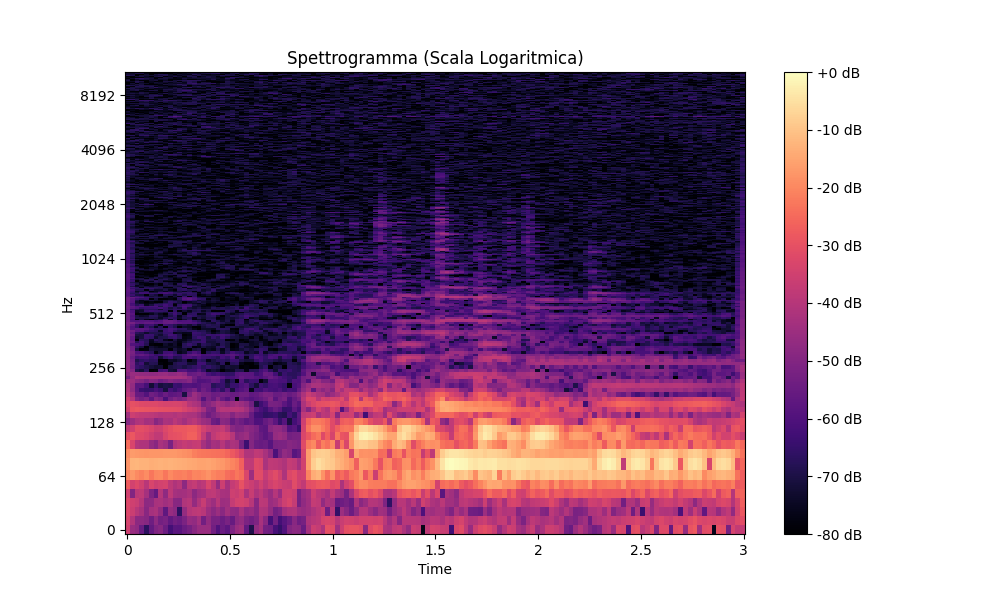 Spettrogramma (Scala Logaritmica)
Hz
8192
4096
2048
1024
512
256
128
64
0
0
0.5
1
1.5
2
2.5
3
Time
+0 dB
-10 dB
-20 dB
-30 dB
-40 dB
-50 dB
-60 dB
-70 dB
-80 dB